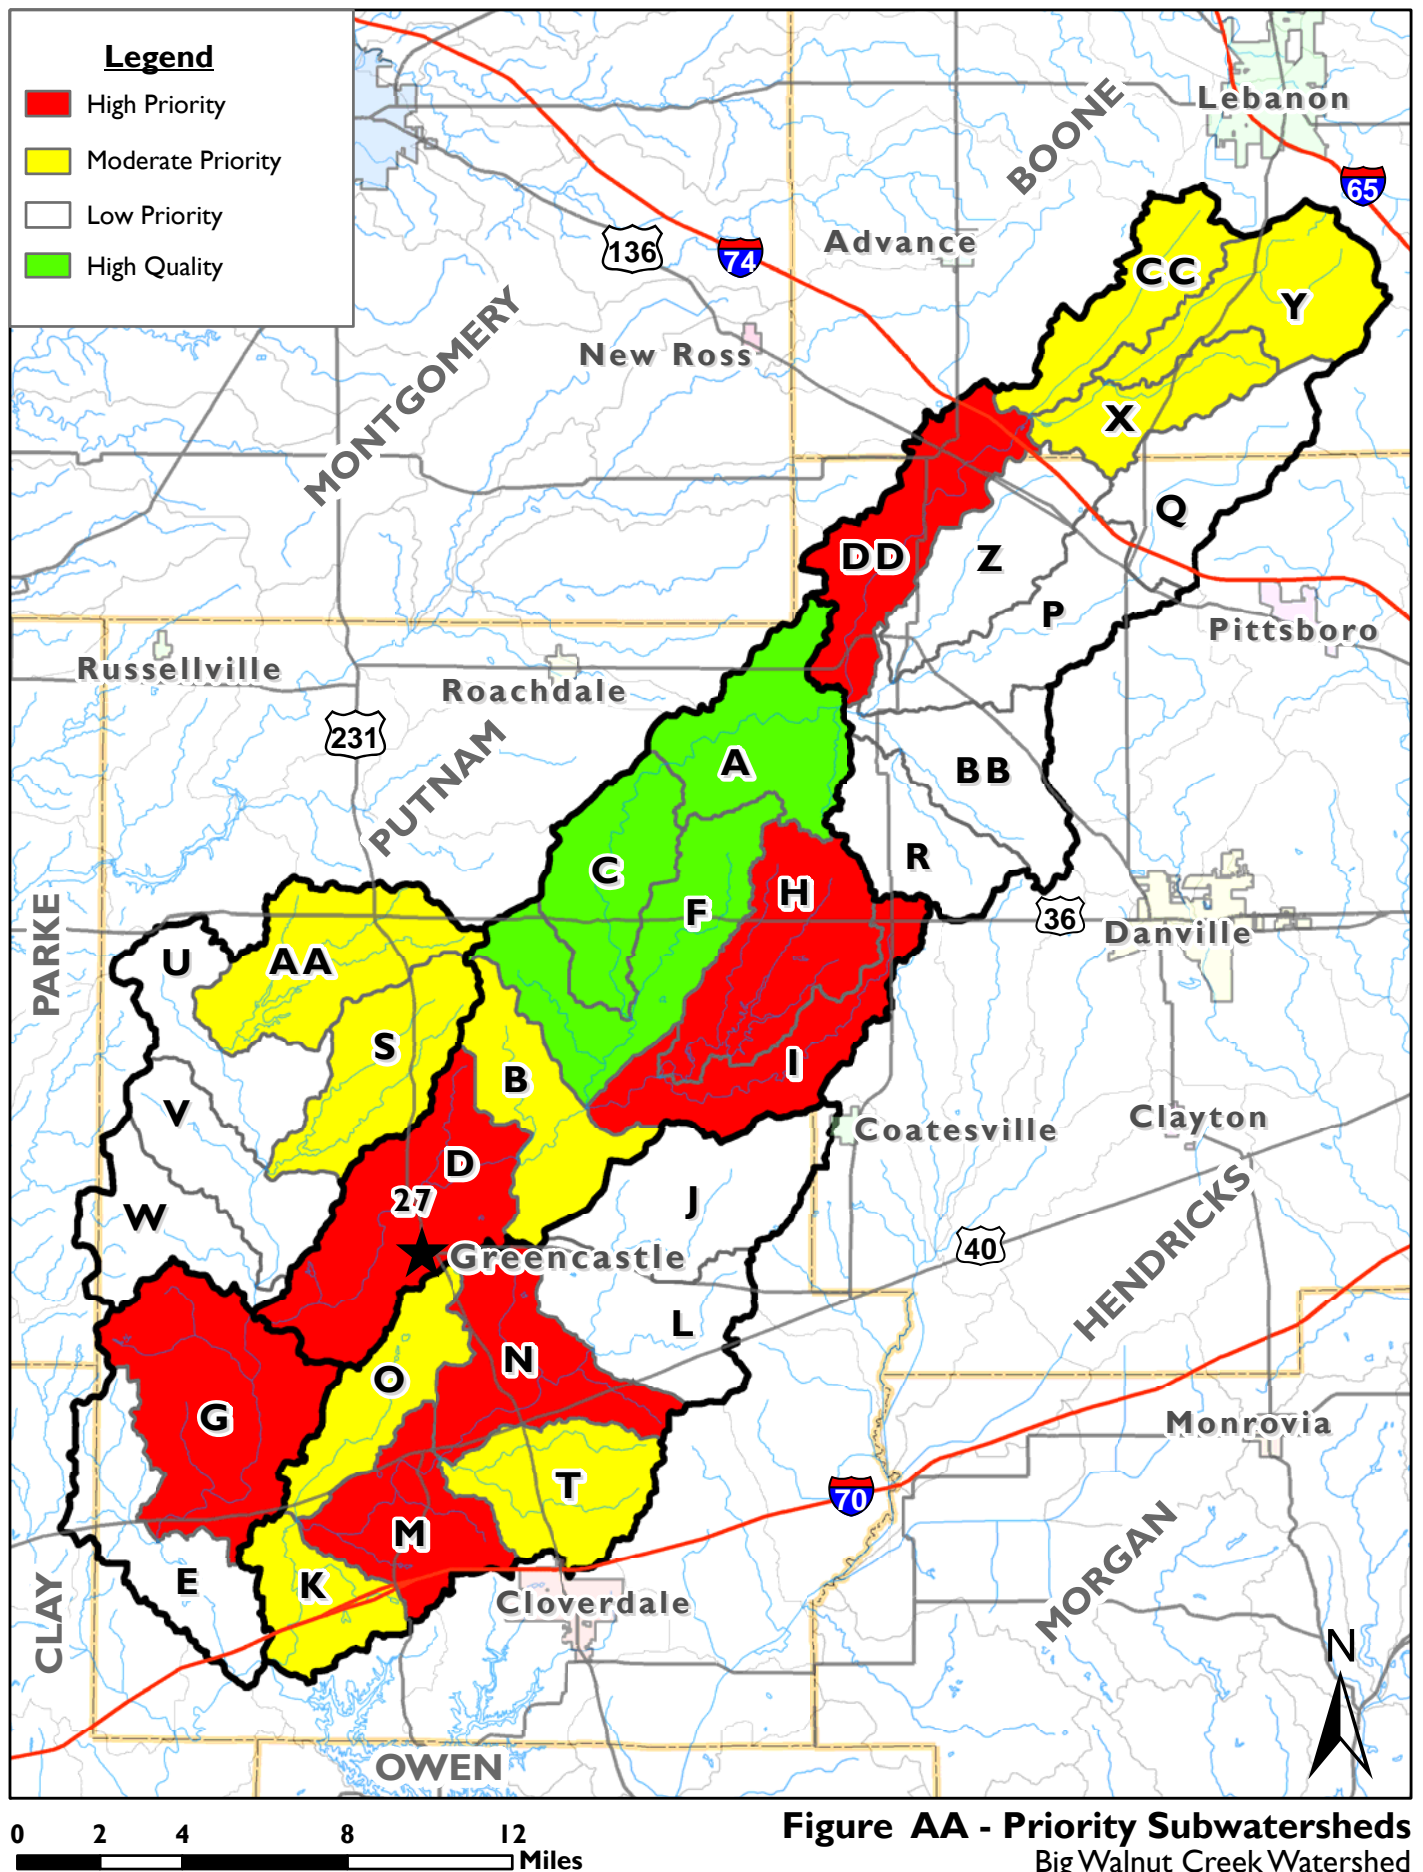 Legend
High Priority
Moderate Priority
Low Priority
High Quality
Lebanon
BOONE
65
136
74
Advance
CC
Y
New Ross
MONTGOMERY
X
Q
DD
Z
P
Pittsboro
Russellville
Roachdale
231
PUTNAM
A
BB
C
R
H
F
36
Danville
PARKE
U
AA
S
B
I
V
Coatesville
Clayton
D
27
J
W
Greencastle
40
HENDRICKS
L
N
O
G
Monrovia
T
70
M
MORGAN
E
K
Cloverdale
CLAY
N
OWEN
0 2 4 8 12
Miles
Figure AA - Priority Subwatersheds
Big Walnut Creek Watershed